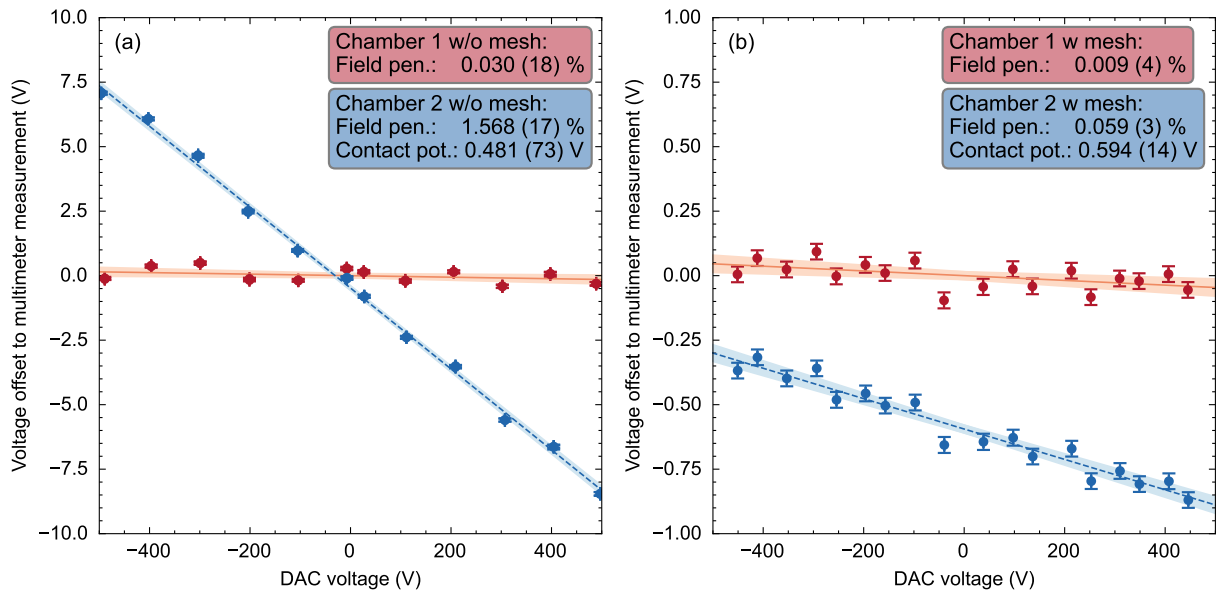 (a)
Chamber 1 w/o mesh:
Field pen.: 0.030 (18) %
Chamber 2 w/o mesh:
Field pen.: 1.568 (17) %
Contact pot.: 0.481 (73) V
Voltage offset to multimeter measurement (V)
10.0
7.5
5.0
2.5
0.0
−2.5
−5.0
−7.5
−10.0
−400
−200
0
200
400
DAC voltage (V)
(b)
Chamber 1 w mesh:
Field pen.: 0.009 (4) %
Chamber 2 w mesh:
Field pen.: 0.059 (3) %
Contact pot.: 0.594 (14) V
Voltage offset to multimeter measurement (V)
1.00
0.75
0.50
0.25
0.00
−0.25
−0.50
−0.75
−1.00
−400
−200
0
200
400
DAC voltage (V)